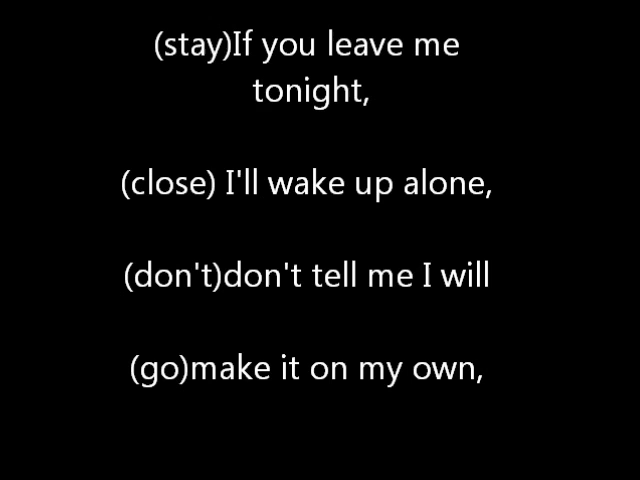 (stay)If you leave me
tonight,
(close) I'll wake up alone,
(don't)don't tell me I will
(go)make it on my own,